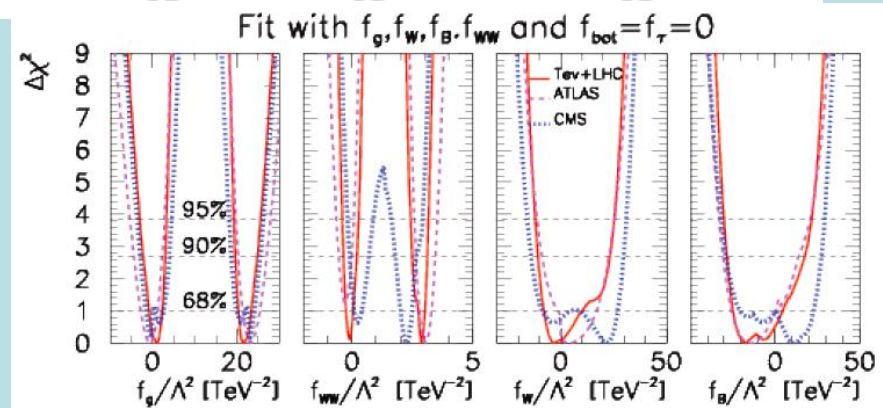 Fit with f_g,f_W,f_B,f_WW and f_bot=f_τ=0
Δχ²
9
8
7
6
5
4
3
2
1
0
95%
90%
68%
Tev+LHC
ATLAS
CMS
0 20 0 5 0 50 0 50
f_g/Λ² [TeV⁻²] f_WW/Λ² [TeV⁻²] f_W/Λ² [TeV⁻²] f_B/Λ² [TeV⁻²]